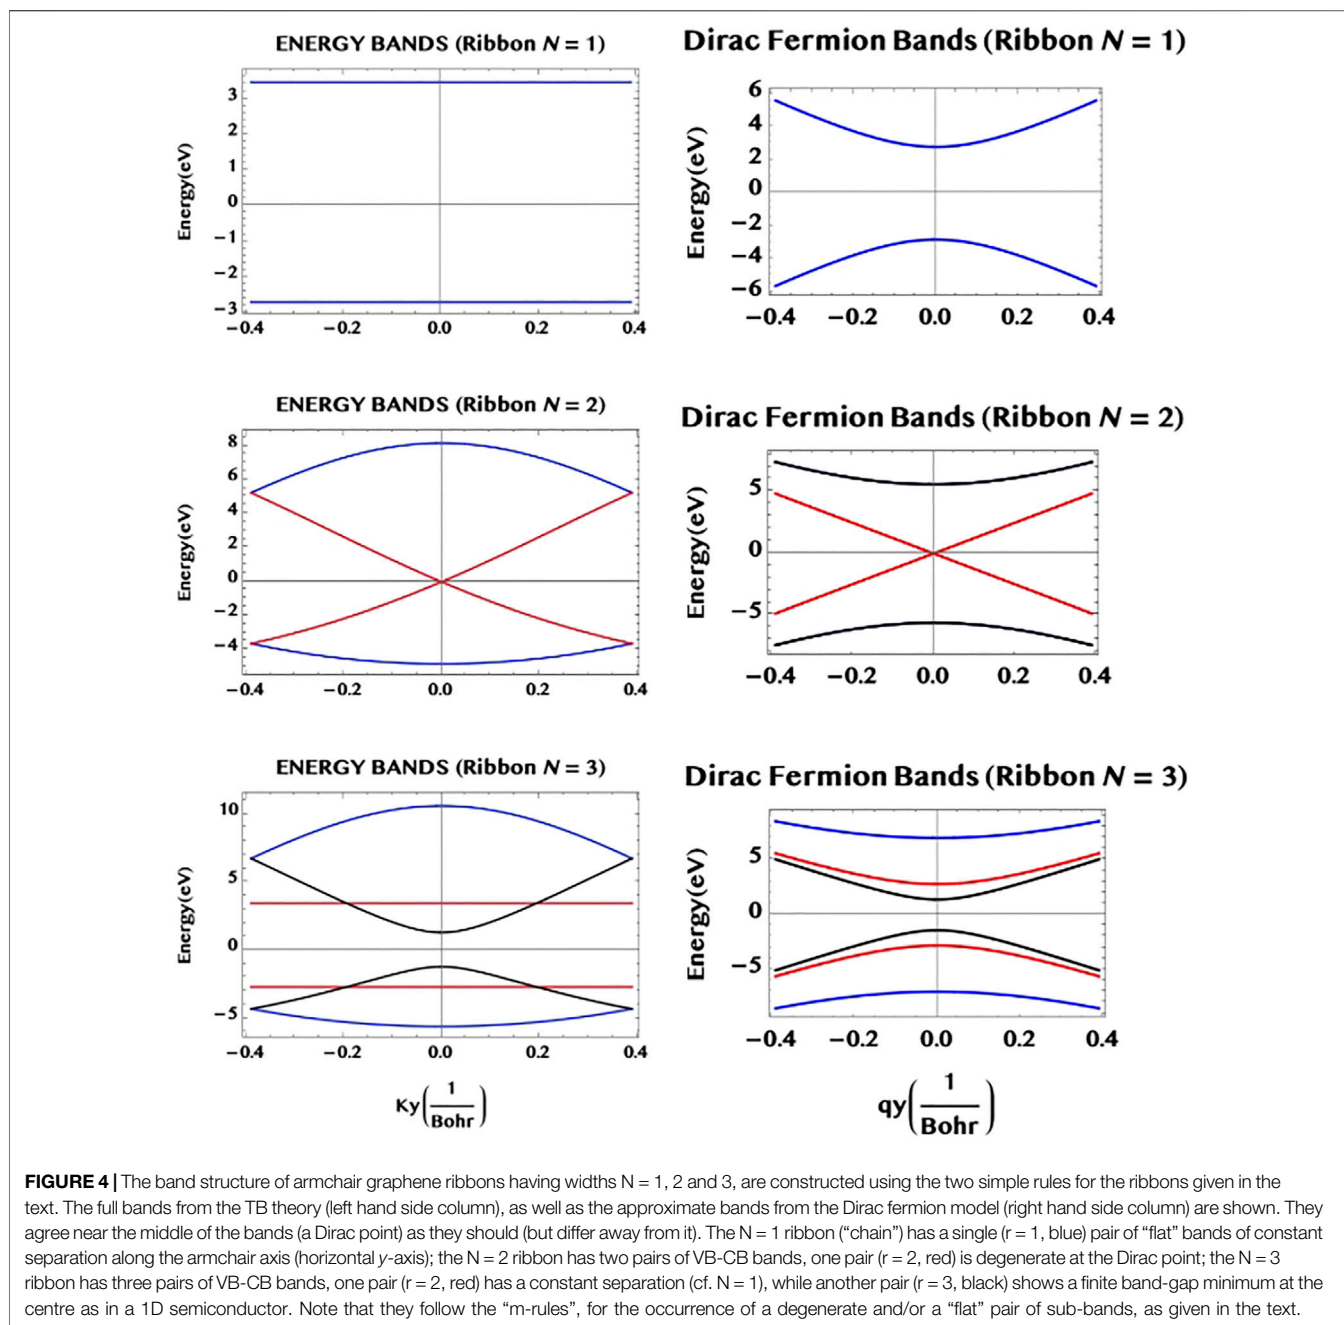 ENERGY BANDS (Ribbon N = 1)
Energy(eV)
3
2
1
0
−1
−2
−3
−0.4 −0.2 0.0 0.2 0.4
Dirac Fermion Bands (Ribbon N = 1)
Energy(eV)
6
4
2
0
−2
−4
−6
−0.4 −0.2 0.0 0.2 0.4
ENERGY BANDS (Ribbon N = 2)
Energy(eV)
8
6
4
2
0
−2
−4
−0.4 −0.2 0.0 0.2 0.4
Dirac Fermion Bands (Ribbon N = 2)
Energy(eV)
5
0
−5
−0.4 −0.2 0.0 0.2 0.4
ENERGY BANDS (Ribbon N = 3)
Energy(eV)
10
5
0
−5
−0.4 −0.2 0.0 0.2 0.4
Ky(1/Bohr)
Dirac Fermion Bands (Ribbon N = 3)
Energy(eV)
5
0
−5
−0.4 −0.2 0.0 0.2 0.4
qy(1/Bohr)
FIGURE 4 | The band structure of armchair graphene ribbons having widths N = 1, 2 and 3, are constructed using the two simple rules for the ribbons given in the
text. The full bands from the TB theory (left hand side column), as well as the approximate bands from the Dirac fermion model (right hand side column) are shown. They
agree near the middle of the bands (a Dirac point) as they should (but differ away from it). The N = 1 ribbon (“chain”) has a single (r = 1, blue) pair of “flat” bands of constant
separation along the armchair axis (horizontal y-axis); the N = 2 ribbon has two pairs of VB-CB bands, one pair (r = 2, red) is degenerate at the Dirac point; the N = 3
ribbon has three pairs of VB-CB bands, one pair (r = 2, red) has a constant separation (cf. N = 1), while another pair (r = 3, black) shows a finite band-gap minimum at the
centre as in a 1D semiconductor. Note that they follow the “m-rules”, for the occurrence of a degenerate and/or a “flat” pair of sub-bands, as given in the text.